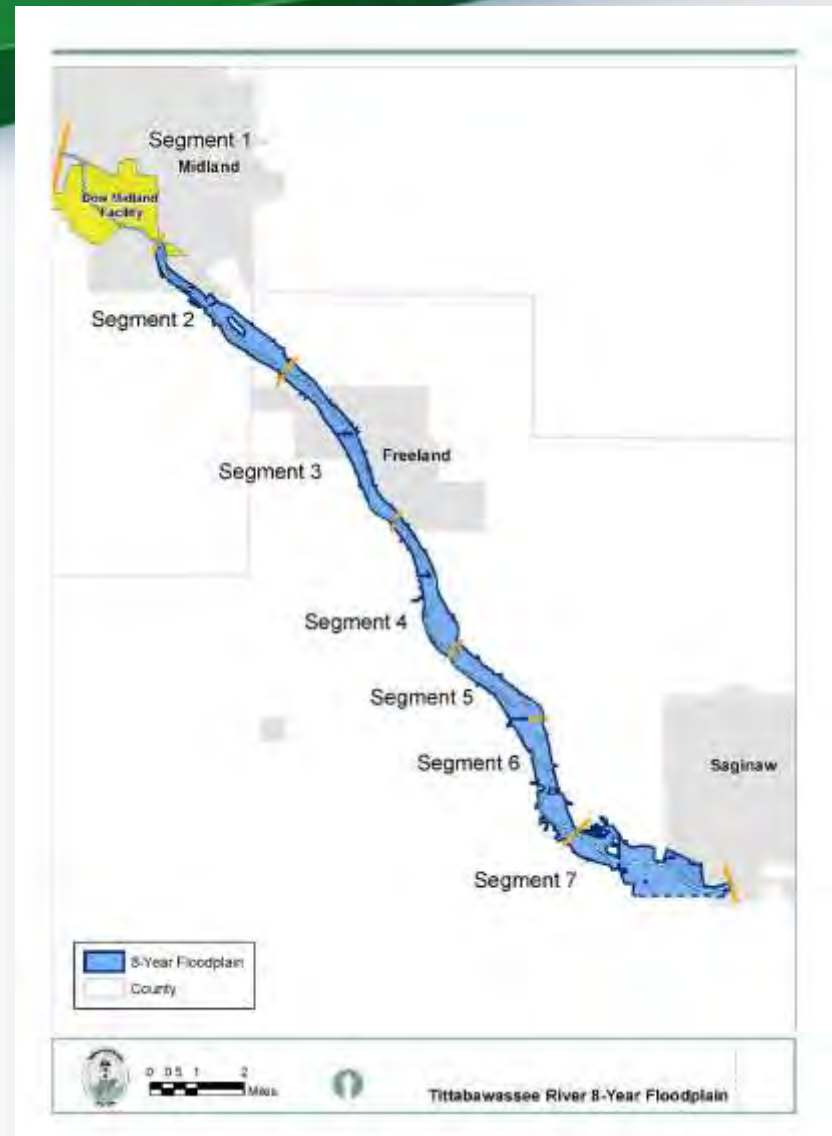 Segment 1
Midland
Dow Midland
Facility
Segment 2
Segment 3
Freeland
Segment 4
Segment 5
Segment 6
Saginaw
Segment 7
8-Year Floodplain
County
0 0.5 1 2
Miles
Tittabawassee River 8-Year Floodplain